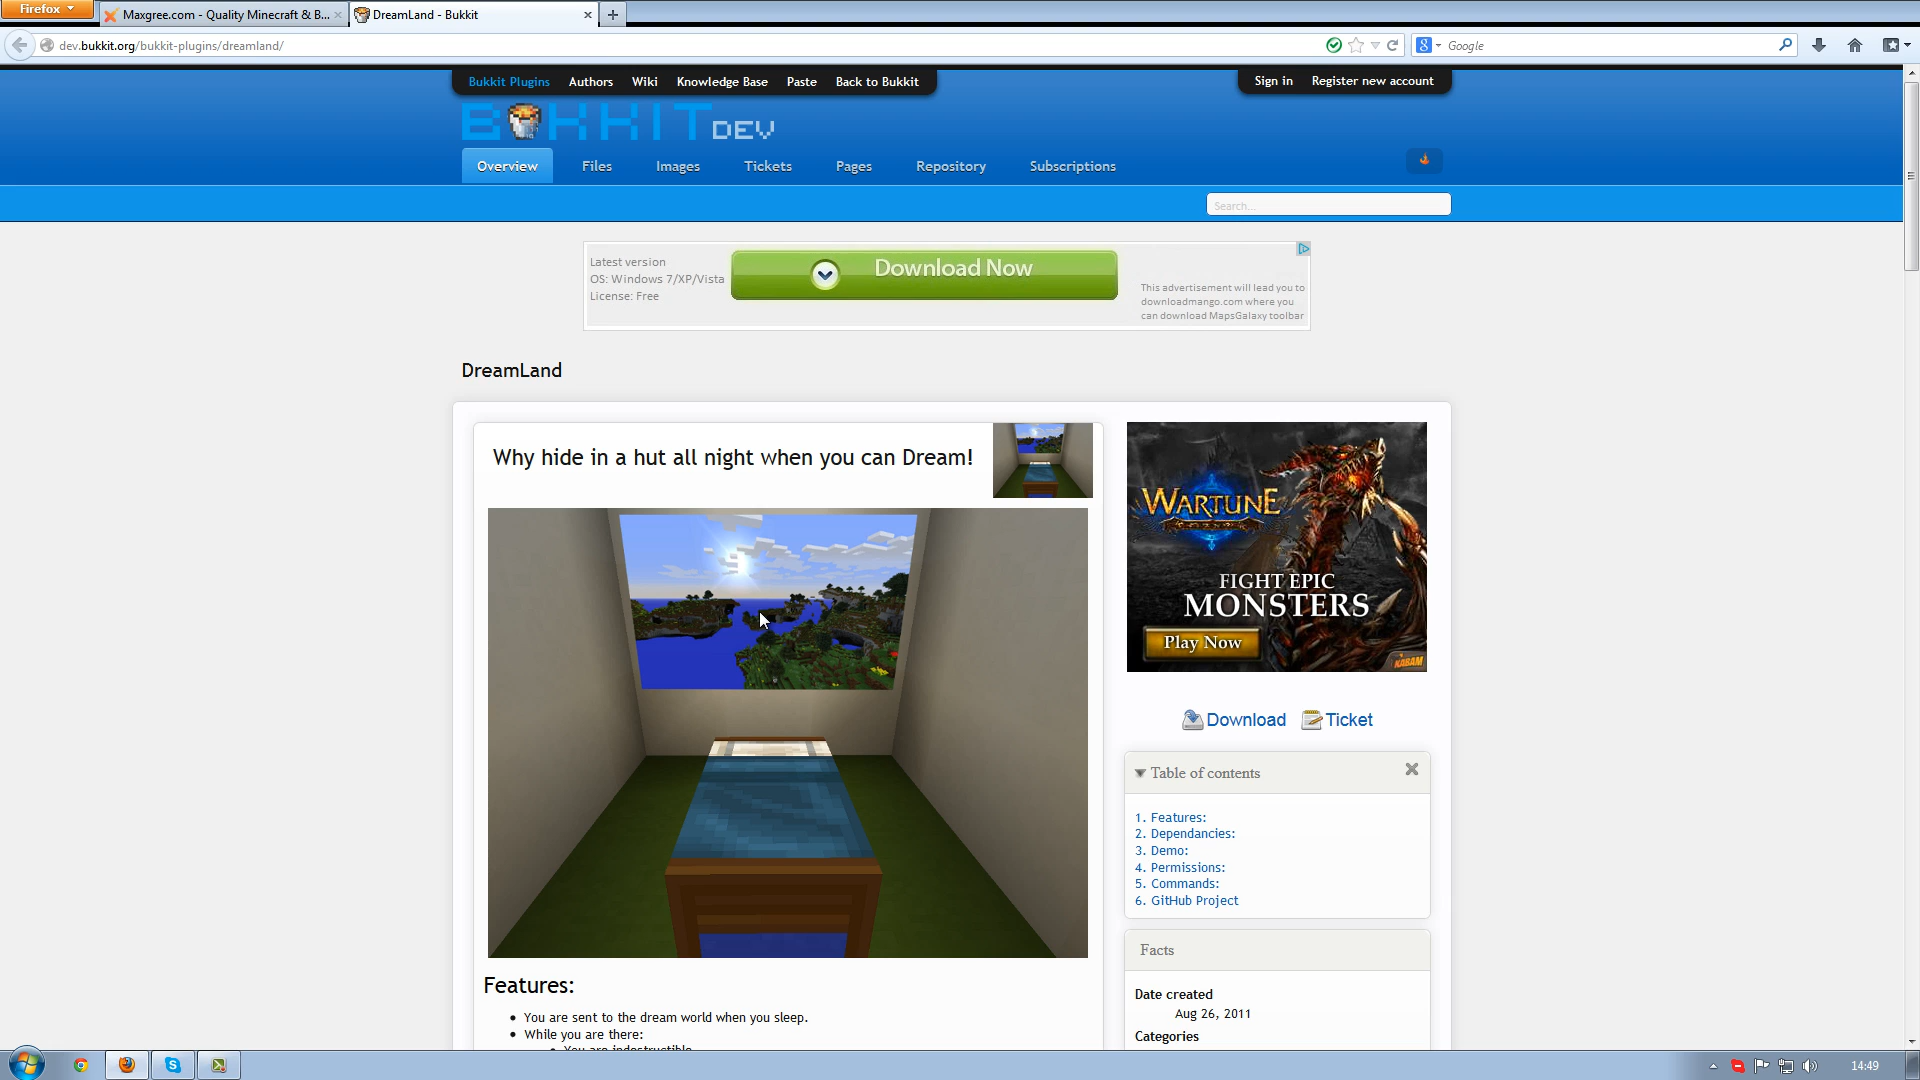 Firefox
Maxgree.com - Quality Minecraft & B...
DreamLand - Bukkit
dev.bukkit.org/bukkit-plugins/dreamland/
8
Google
Bukkit Plugins
Authors
Wiki
Knowledge Base
Paste
Back to Bukkit
Sign in
Register new account
BUKKIT DEV
Overview
Files
Images
Tickets
Pages
Repository
Subscriptions
Search...
Latest version
OS: Windows 7/XP/Vista
License: Free
Download Now
This advertisement will lead you to
downloadmango.com where you
can download MapsGalaxy toolbar
DreamLand
Why hide in a hut all night when you can Dream!
WARTUNE
FIGHT EPIC
MONSTERS
Play Now
KABAM
Download
Ticket
Table of contents
1. Features:
2. Dependancies:
3. Demo:
4. Permissions:
5. Commands:
6. GitHub Project
Facts
Date created
Aug 26, 2011
Categories
Features:
You are sent to the dream world when you sleep.
While you are there:
You are indestructible
14:49